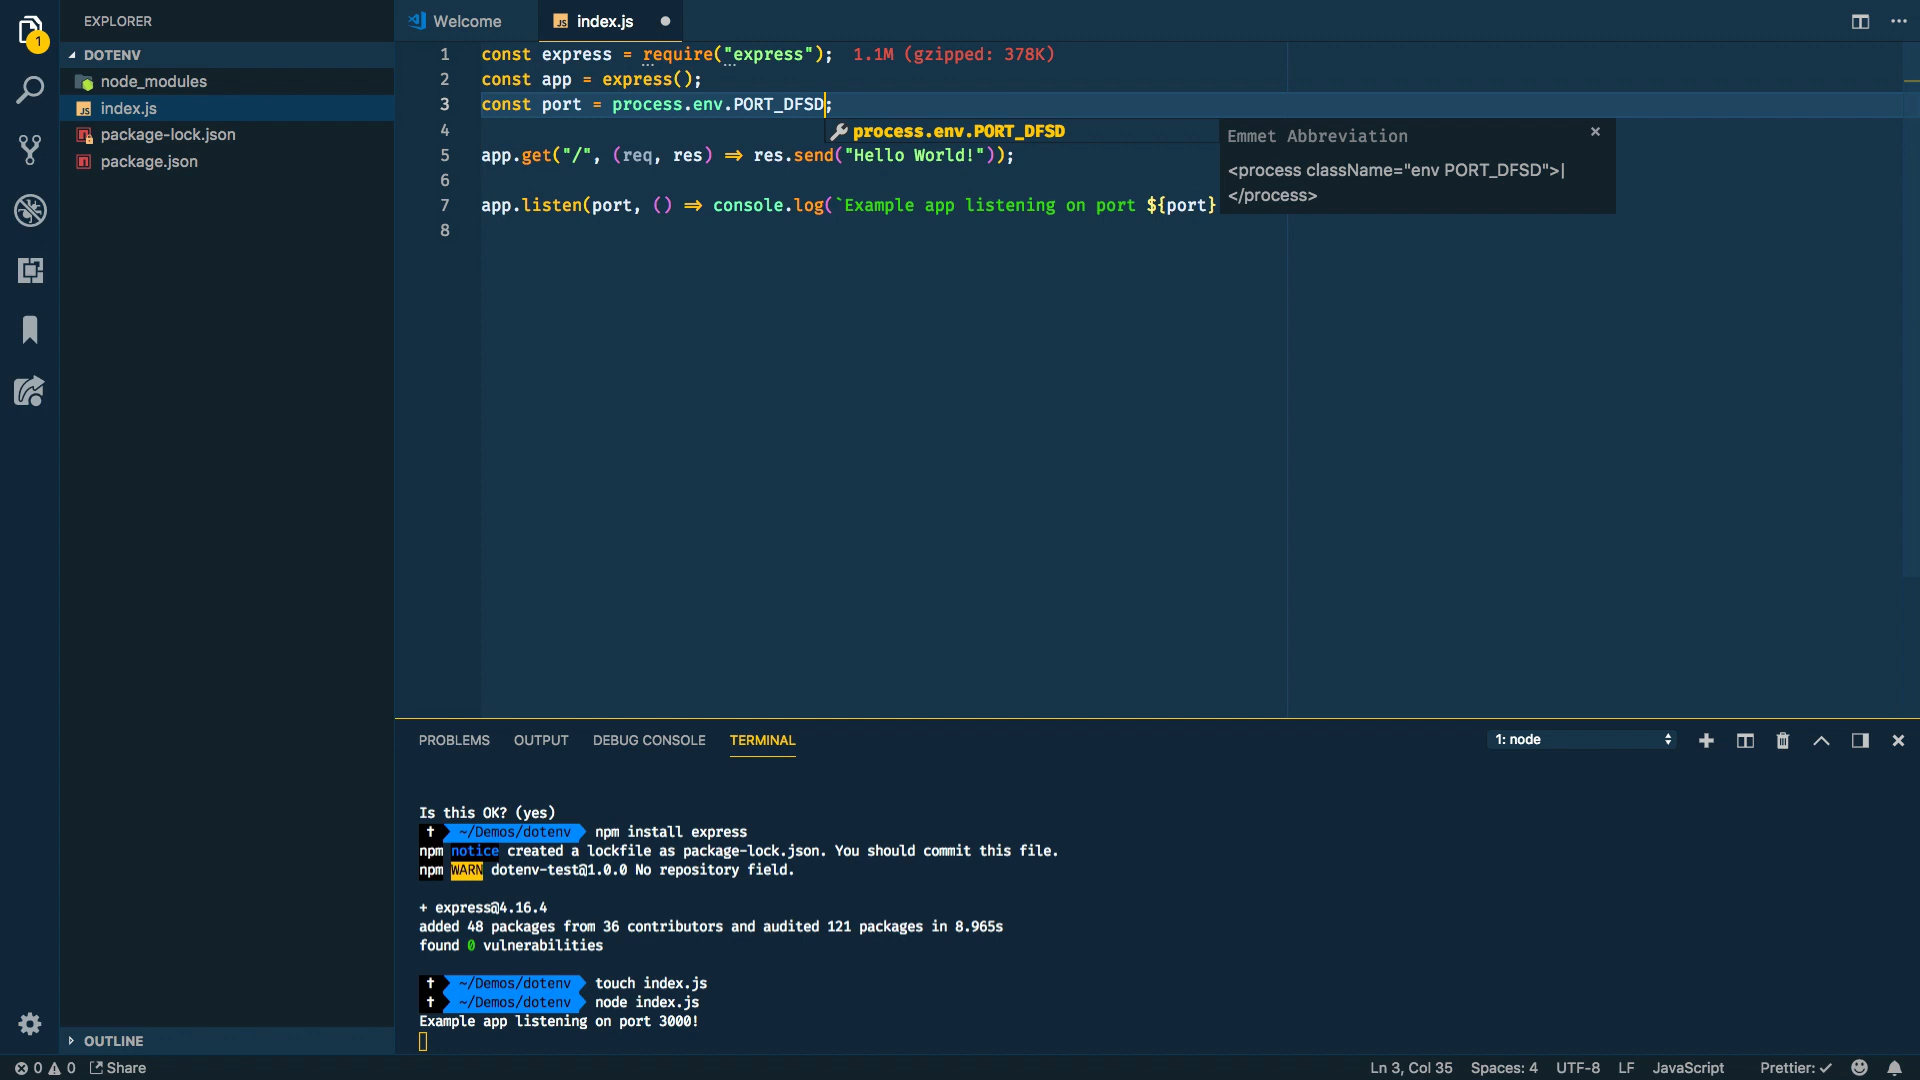 EXPLORER
Welcome
index.js
1
DOTENV
node_modules
index.js
package-lock.json
package.json
1 const express = require("express"); 1.1M (gzipped: 378K)
2 const app = express();
3 const port = process.env.PORT_DFSD;
4
process.env.PORT_DFSD
Emmet Abbreviation
<process className="env PORT_DFSD">|
</process>
5 app.get("/", (req, res) => res.send("Hello World!"));
6
7 app.listen(port, () => console.log(`Example app listening on port ${port}
8
PROBLEMS OUTPUT DEBUG CONSOLE TERMINAL
1: node
Is this OK? (yes)
~/Demos/dotenv npm install express
npm notice created a lockfile as package-lock.json. You should commit this file.
npm WARN dotenv-test@1.0.0 No repository field.
+ express@4.16.4
added 48 packages from 36 contributors and audited 121 packages in 8.965s
found 0 vulnerabilities
~/Demos/dotenv touch index.js
~/Demos/dotenv node index.js
Example app listening on port 3000!
OUTLINE
0 0 Share
Ln 3, Col 35 Spaces: 4 UTF-8 LF JavaScript Prettier: ✓